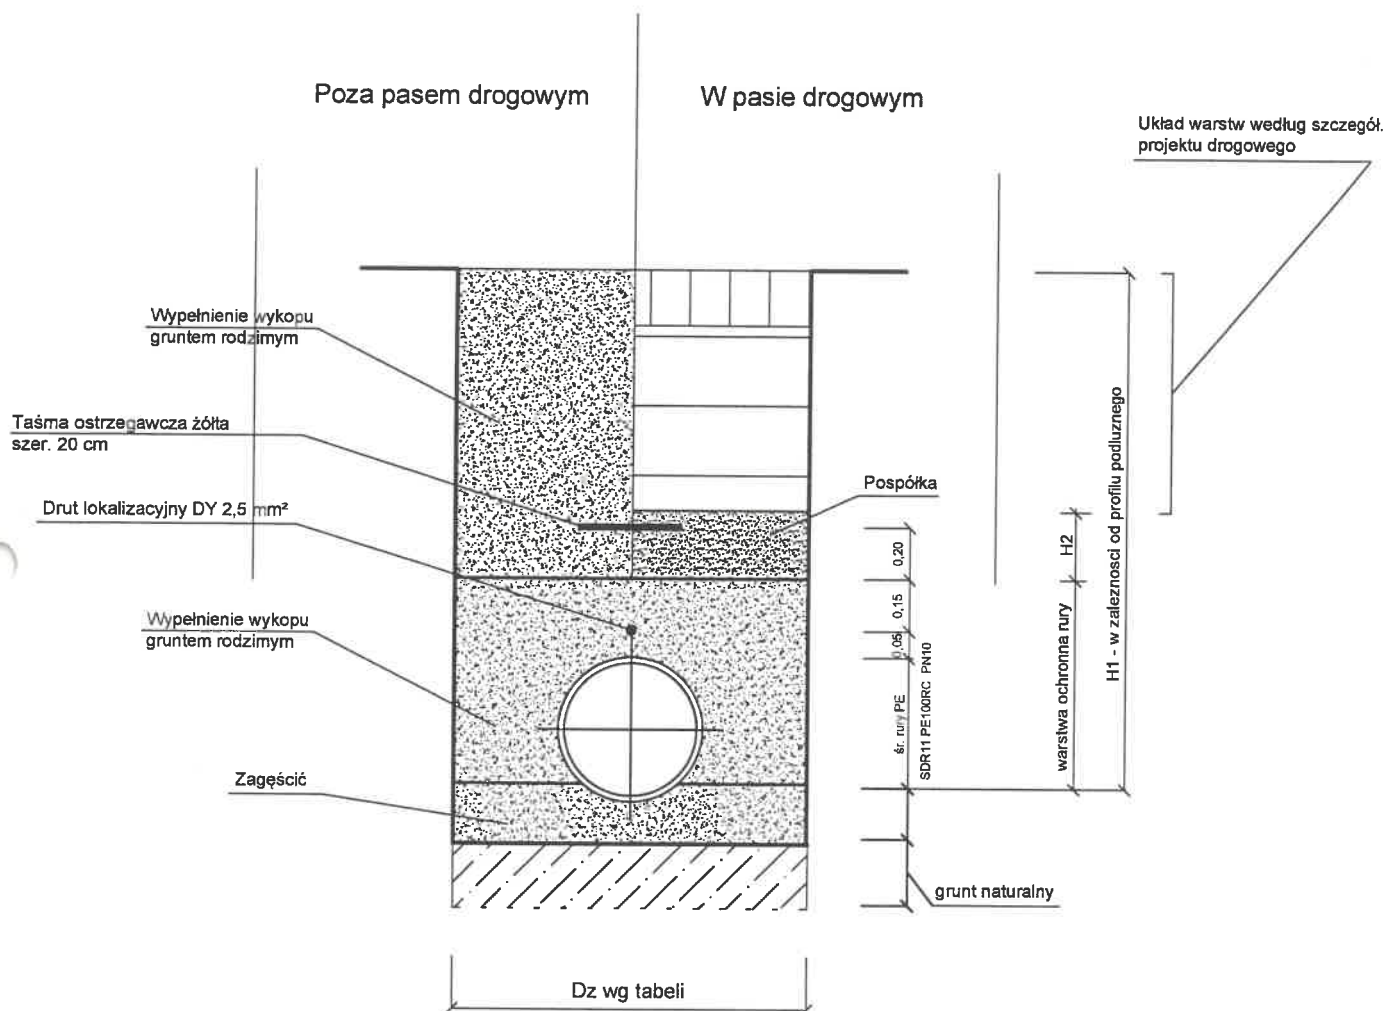 Poza pasem drogowym
W pasie drogowym
Układ warstw według szczegół.
projektu drogowego
Wypełnienie wykopu
gruntem rodzimym
Taśma ostrzegawcza żółta
szer. 20 cm
Drut lokalizacyjny DY 2,5 mm²
Wypełnienie wykopu
gruntem rodzimym
Zagęścić
Pospółka
0,20
0,15
0,05
śr. rury PE
SDR11 PE100RC PN10
H2
warstwa ochronna rury
H1 - w zaleznosci od profilu podluznego
grunt naturalny
Dz wg tabeli